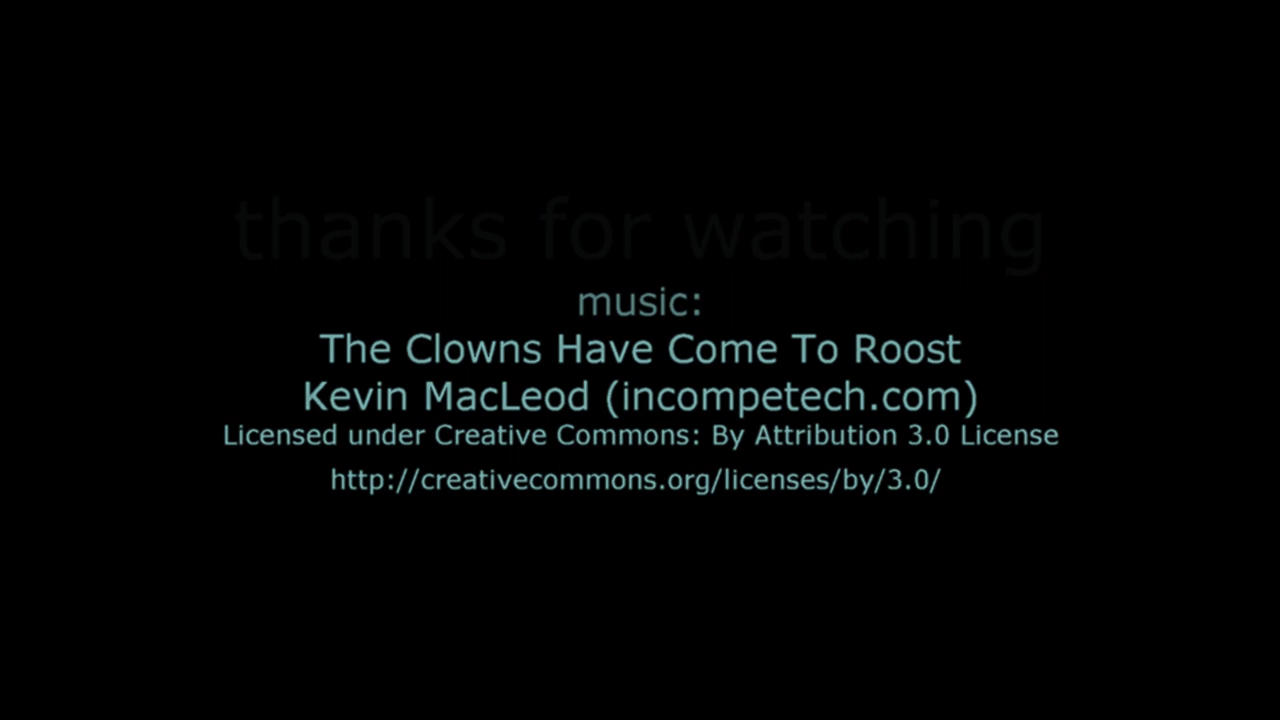 thanks for watching
music:
The Clowns Have Come To Roost
Kevin MacLeod (incompetech.com)
Licensed under Creative Commons: By Attribution 3.0 License
http://creativecommons.org/licenses/by/3.0/